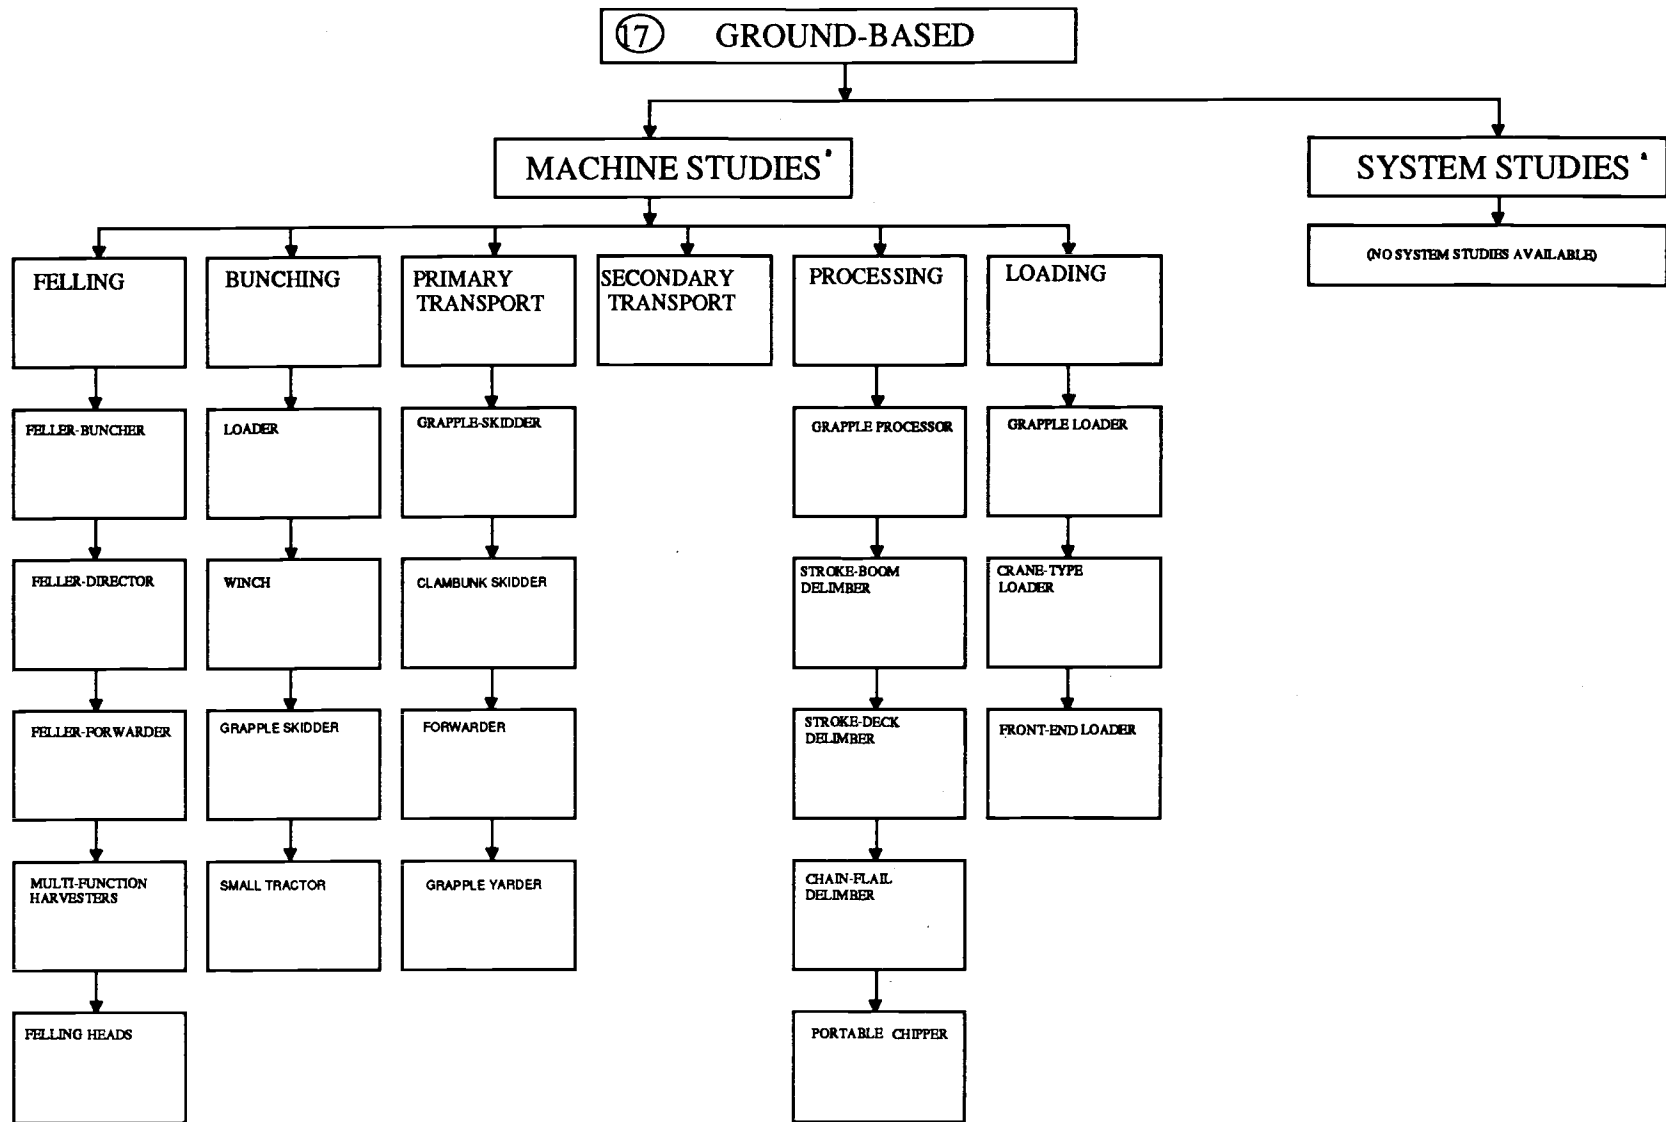 17 GROUND-BASED
MACHINE STUDIES a
SYSTEM STUDIES a
(NO SYSTEM STUDIES AVAILABLE)
FELLING
BUNCHING
PRIMARY
TRANSPORT
SECONDARY
TRANSPORT
PROCESSING
LOADING
FELLER-BUNCHER
LOADER
GRAPPLE-SKIDDER
GRAPPLE PROCESSOR
GRAPPLE LOADER
FELLER-DIRECTOR
WINCH
CLAMBUNK SKIDDER
STROKE-BOOM
DELIMBER
CRANE-TYPE
LOADER
FELLER-FORWARDER
GRAPPLE SKIDDER
FORWARDER
STROKE-DECK
DELIMBER
FRONT-END LOADER
MULTI-FUNCTION
HARVESTERS
SMALL TRACTOR
GRAPPLE YARDER
CHAIN-FLAIL
DELIMBER
FELLING HEADS
PORTABLE CHIPPER